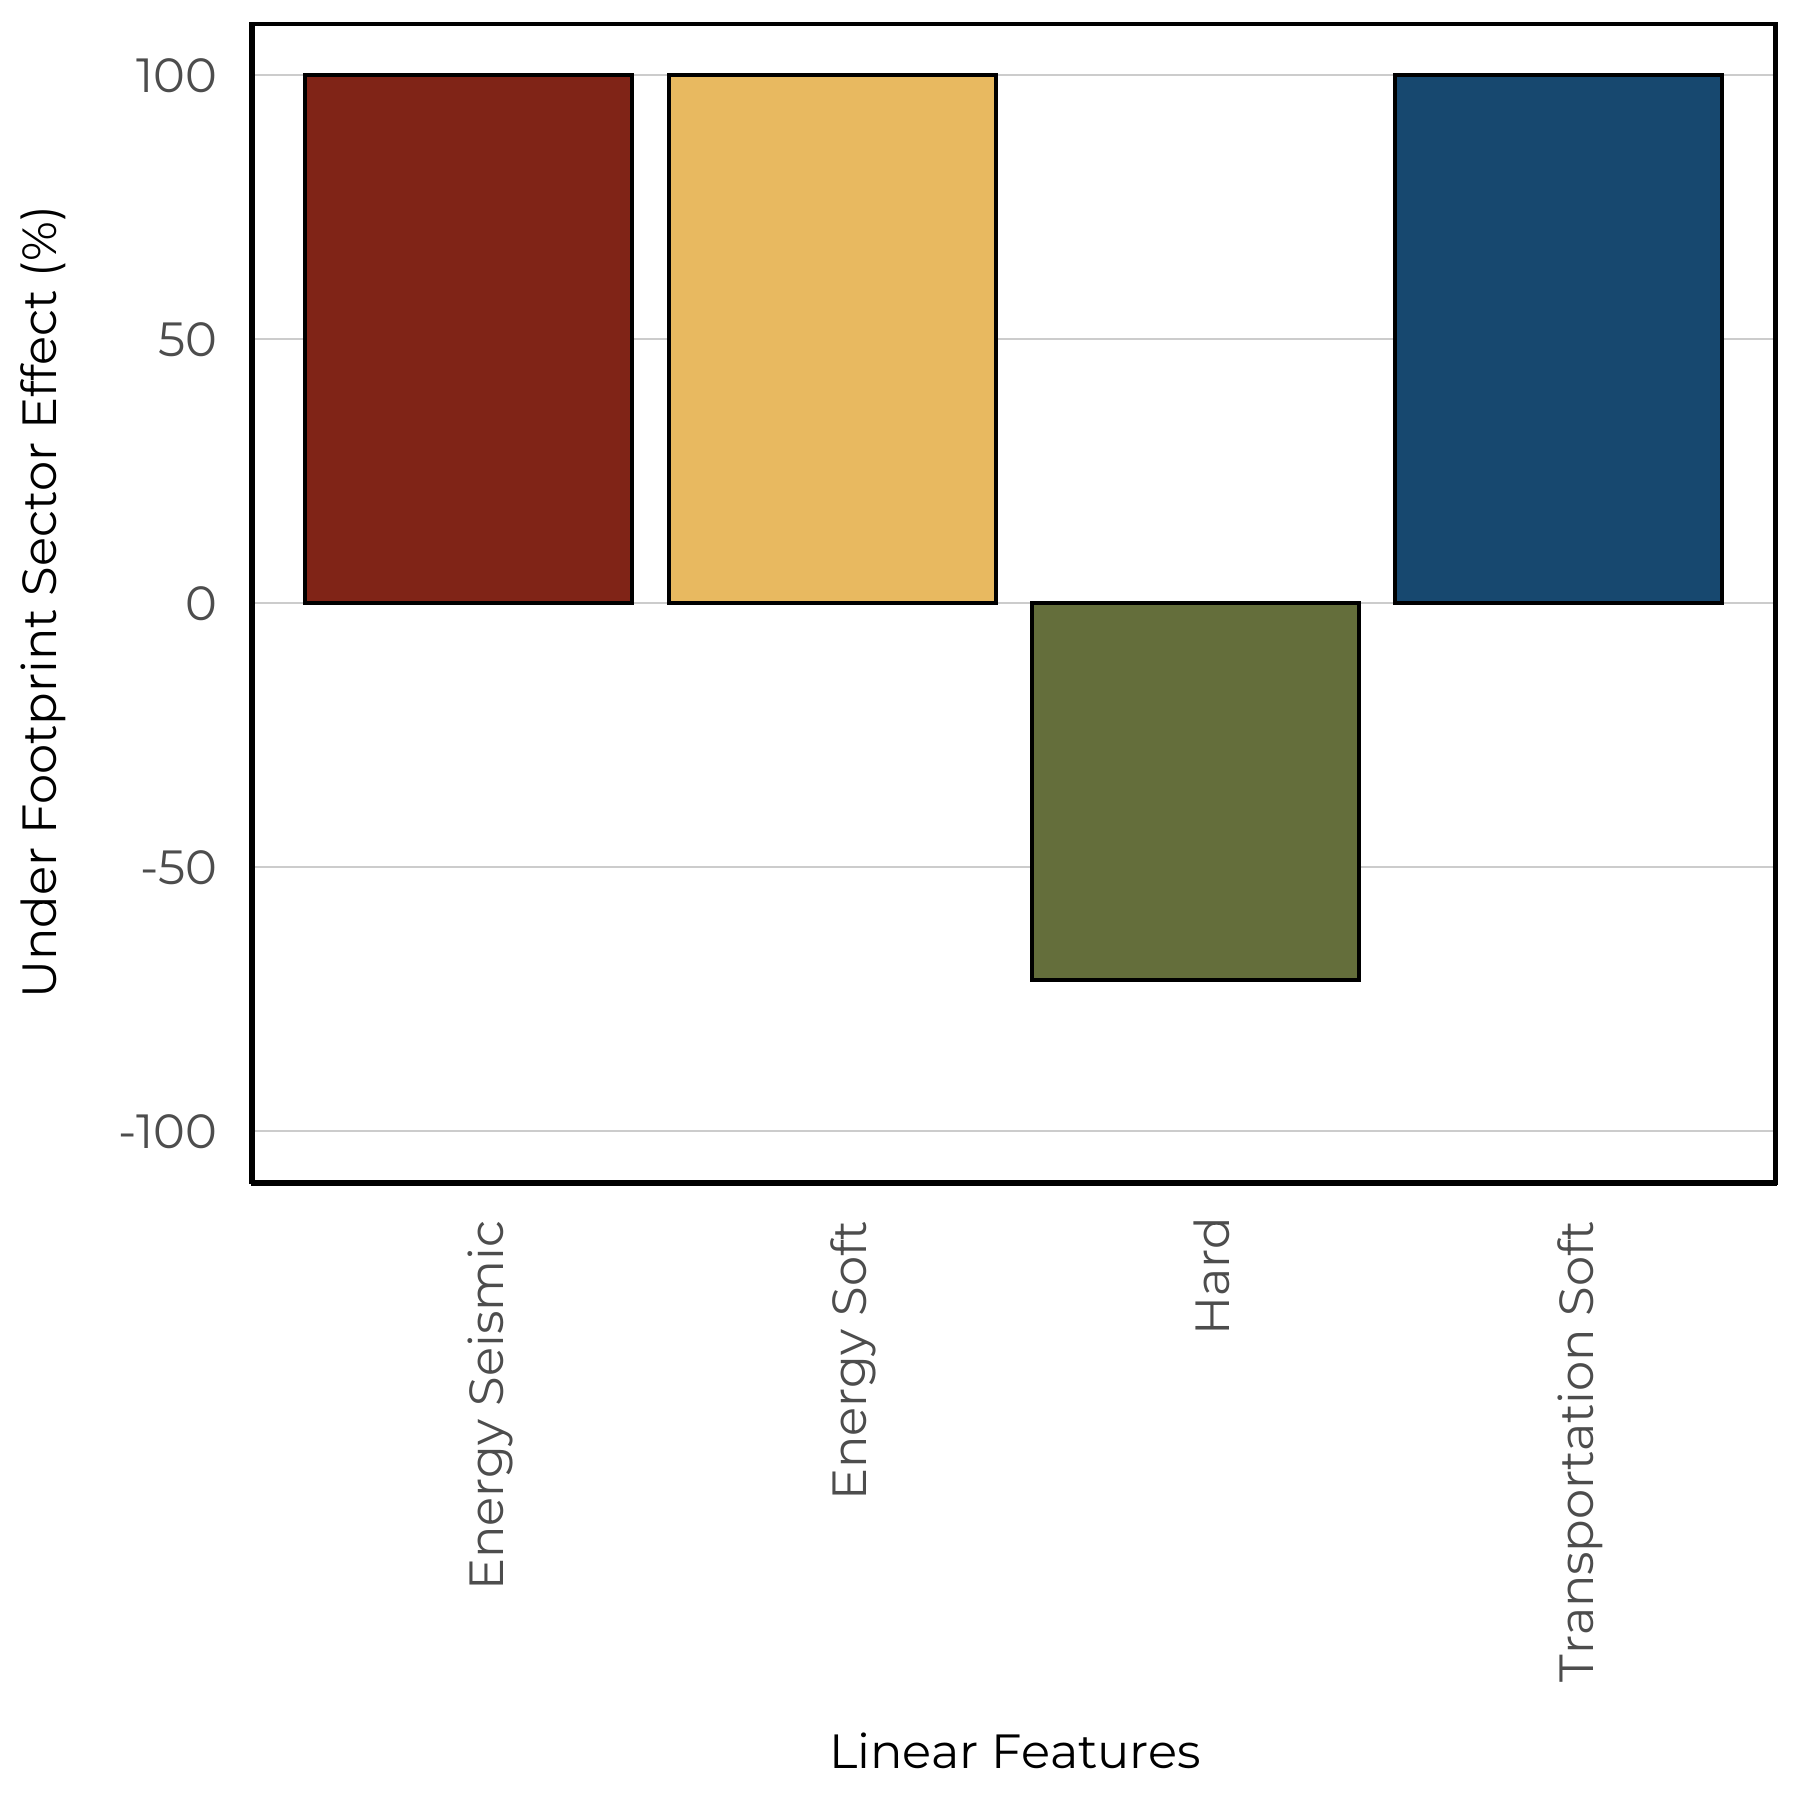 Under Footprint Sector Effect (%)
100
50
0
-50
-100
Energy Seismic
Energy Soft
Hard
Transportation Soft
Linear Features